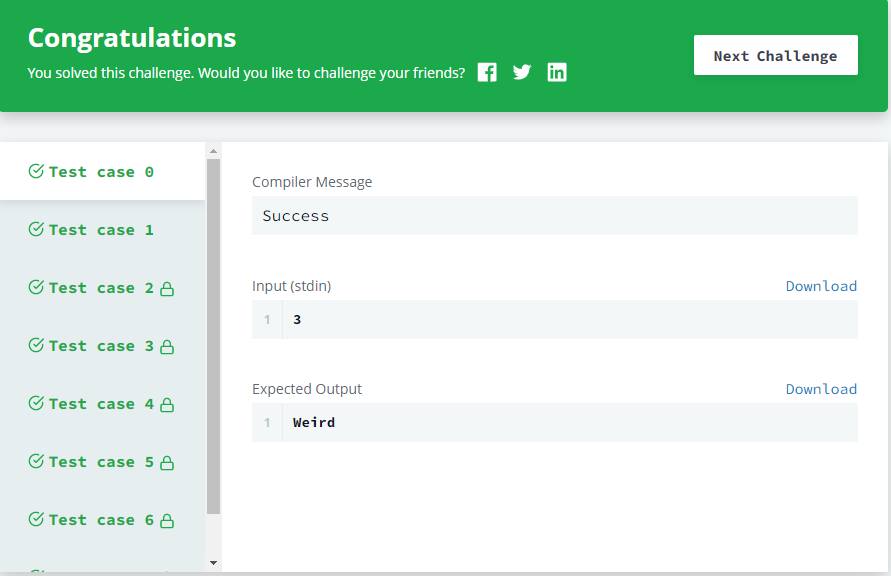 Congratulations
You solved this challenge. Would you like to challenge your friends?
Next Challenge
Test case 0
Test case 1
Test case 2
Test case 3
Test case 4
Test case 5
Test case 6
Compiler Message
Success
Input (stdin)
Download
1 3
Expected Output
Download
1 Weird